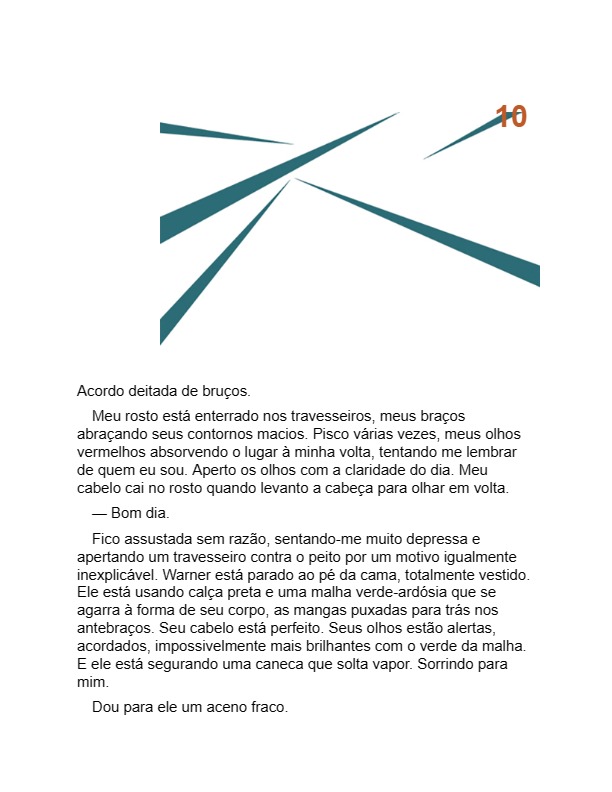 10
Acordo deitada de bruços.
Meu rosto está enterrado nos travesseiros, meus braços
abraçando seus contornos macios. Pisco várias vezes, meus olhos
vermelhos absorvendo o lugar à minha volta, tentando me lembrar
de quem eu sou. Aperto os olhos com a claridade do dia. Meu
cabelo cai no rosto quando levanto a cabeça para olhar em volta.
— Bom dia.
Fico assustada sem razão, sentando-me muito depressa e
apertando um travesseiro contra o peito por um motivo igualmente
inexplicável. Warner está parado ao pé da cama, totalmente vestido.
Ele está usando calça preta e uma malha verde-ardósia que se
agarra à forma de seu corpo, as mangas puxadas para trás nos
antebraços. Seu cabelo está perfeito. Seus olhos estão alertas,
acordados, impossivelmente mais brilhantes com o verde da malha.
E ele está segurando uma caneca que solta vapor. Sorrindo para
mim.
Dou para ele um aceno fraco.